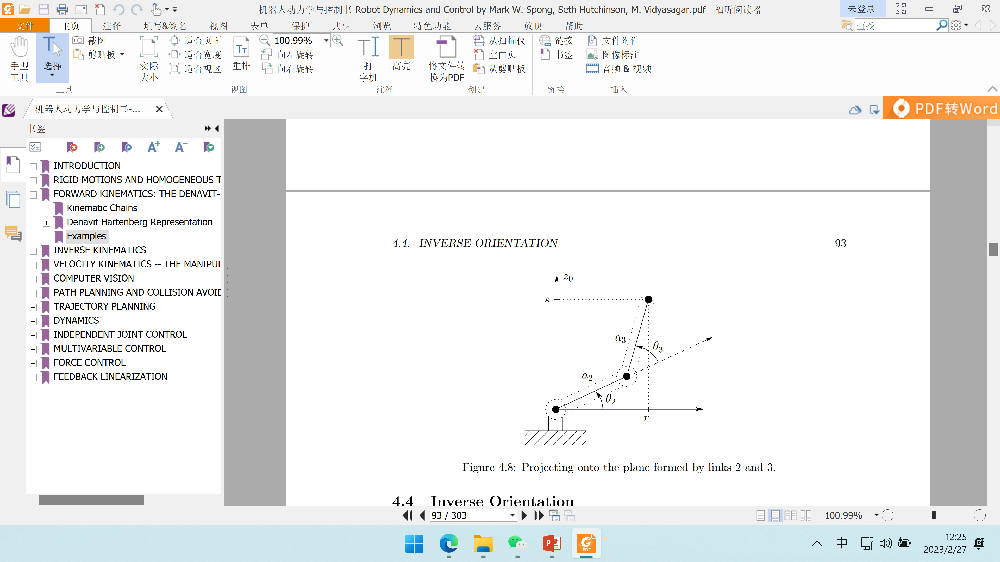 机器人动力学与控制书-Robot Dynamics and Control by Mark W. Spong, Seth Hutchinson, M. Vidyasagar.pdf - 福昕阅读器
未登录
文件 主页 注释 填写&签名 视图 表单 保护 共享 浏览 特色功能 云服务 放映 帮助
查找
手型
工具
选择
截图
剪贴板
工具
实际
大小
适合页面
适合宽度
适合视区
重排
100.99%
向左旋转
向右旋转
视图
打
字机
高亮
注释
将文件转
换为PDF
从扫描仪
空白页
从剪贴板
创建
链接
书签
链接
文件附件
图像标注
音频 & 视频
插入
机器人动力学与控制书-...
PDF转Word
书签
INTRODUCTION
RIGID MOTIONS AND HOMOGENEOUS T
FORWARD KINEMATICS: THE DENAVIT-
Kinematic Chains
Denavit Hartenberg Representation
Examples
INVERSE KINEMATICS
VELOCITY KINEMATICS -- THE MANIPUL
COMPUTER VISION
PATH PLANNING AND COLLISION AVOID
TRAJECTORY PLANNING
DYNAMICS
INDEPENDENT JOINT CONTROL
MULTIVARIABLE CONTROL
FORCE CONTROL
FEEDBACK LINEARIZATION
4.4. INVERSE ORIENTATION 93
z0
s
a3
θ3
a2
θ2
r
Figure 4.8: Projecting onto the plane formed by links 2 and 3.
4.4 Inverse Orientation
93 / 303
100.99%
中
12:25
2023/2/27